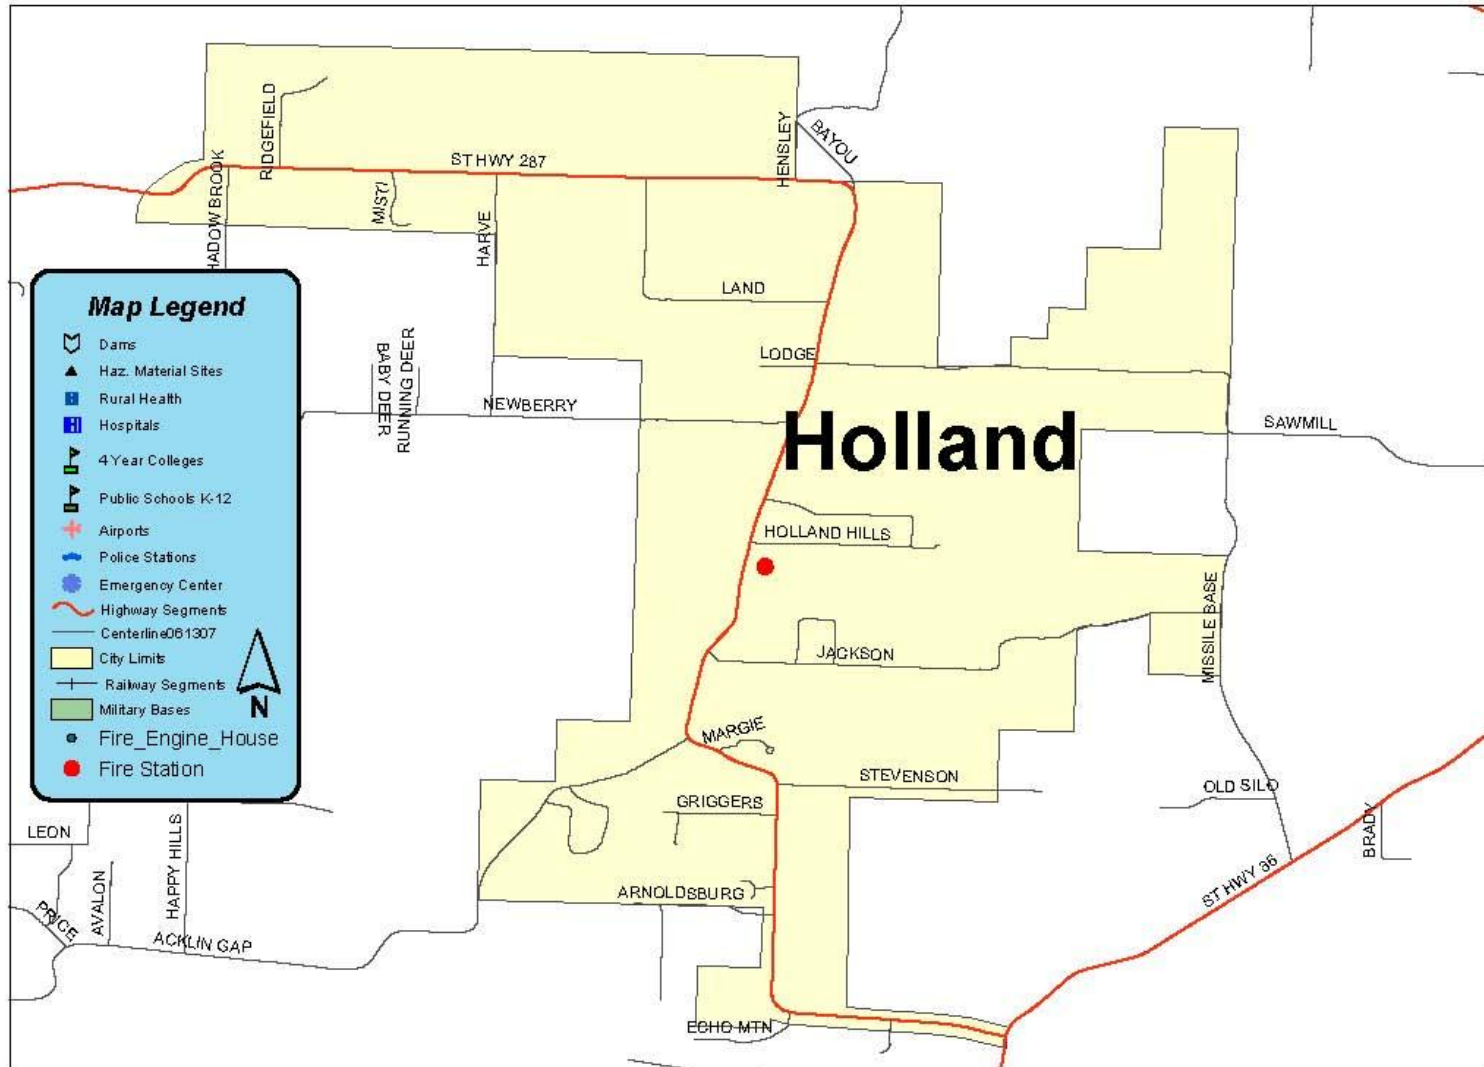 BAYOU
HENSLEY
RIDGEFIELD
ST HWY 287
HADOW BROOK
MISTY
HARVE
LAND
LODGE
BABY DEER
RUNNING DEER
NEWBERRY
Holland
SAWMILL
HOLLAND HILLS
MISSILE BASE
JACKSON
MARGIE
STEVENSON
OLD SILO
GRIGGERS
BRADY
ST HWY 36
ARNOLDSBURG
ECHO MTN
LEON
HAPPY HILLS
AVALON
PRICE
ACKLIN GAP
Map Legend
Dams
Haz. Material Sites
Rural Health
Hospitals
4 Year Colleges
Public Schools K-12
Airports
Police Stations
Emergency Center
Highway Segments
Centerline061307
City Limits
Railway Segments
Military Bases
Fire_Engine_House
Fire Station
N